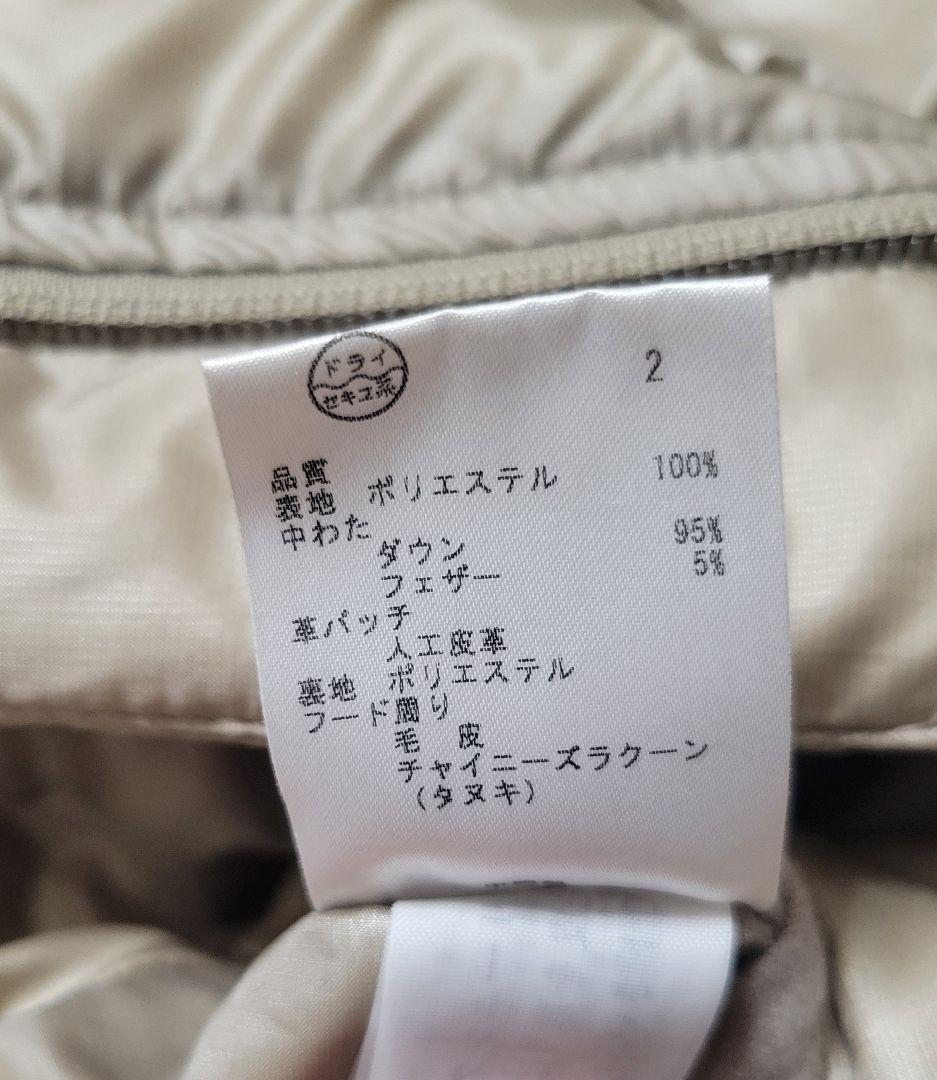 ドライ
セキユ系
2
品質
表地 ポリエステル 100%
中わた
ダウン 95%
フェザー 5%
革パッチ
人工皮革
裏地 ポリエステル
フード周り
毛 皮
チャイニーズラクーン
(タヌキ)